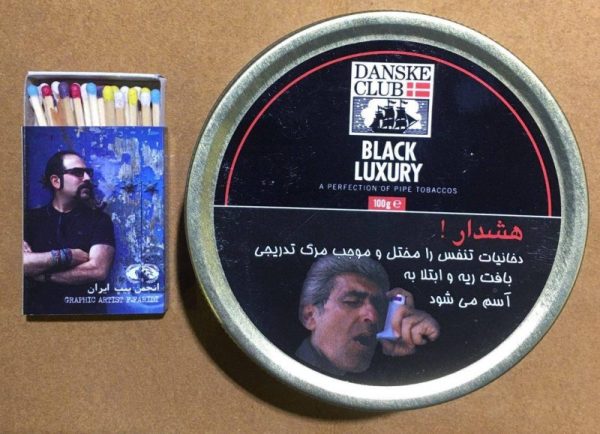 انجمن پیپ ایران
GRAPHIC ARTIST P.FARIDI
DANSKE
CLUB
BLACK
LUXURY
A PERFECTION OF PIPE TOBACCOS
100g e
هشدار !
دخانیات تنفس را مختل و موجب مرگ تدریجی
بافت ریه و ابتلا به
آسم می شود